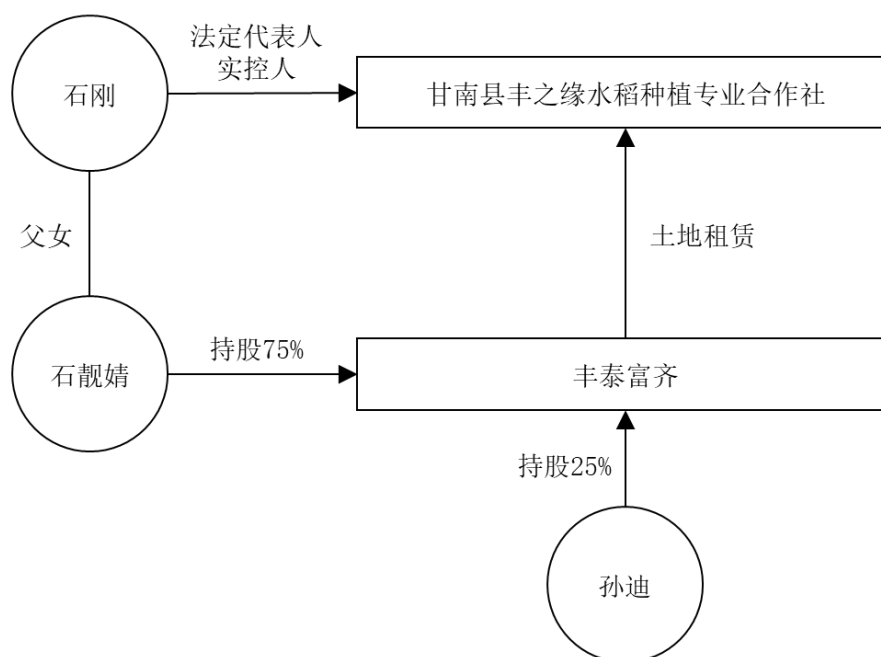 法定代表人
实控人
石刚
甘南县丰之缘水稻种植专业合作社
父女
土地租赁
持股75%
石靓婧
丰泰富齐
持股25%
孙迪